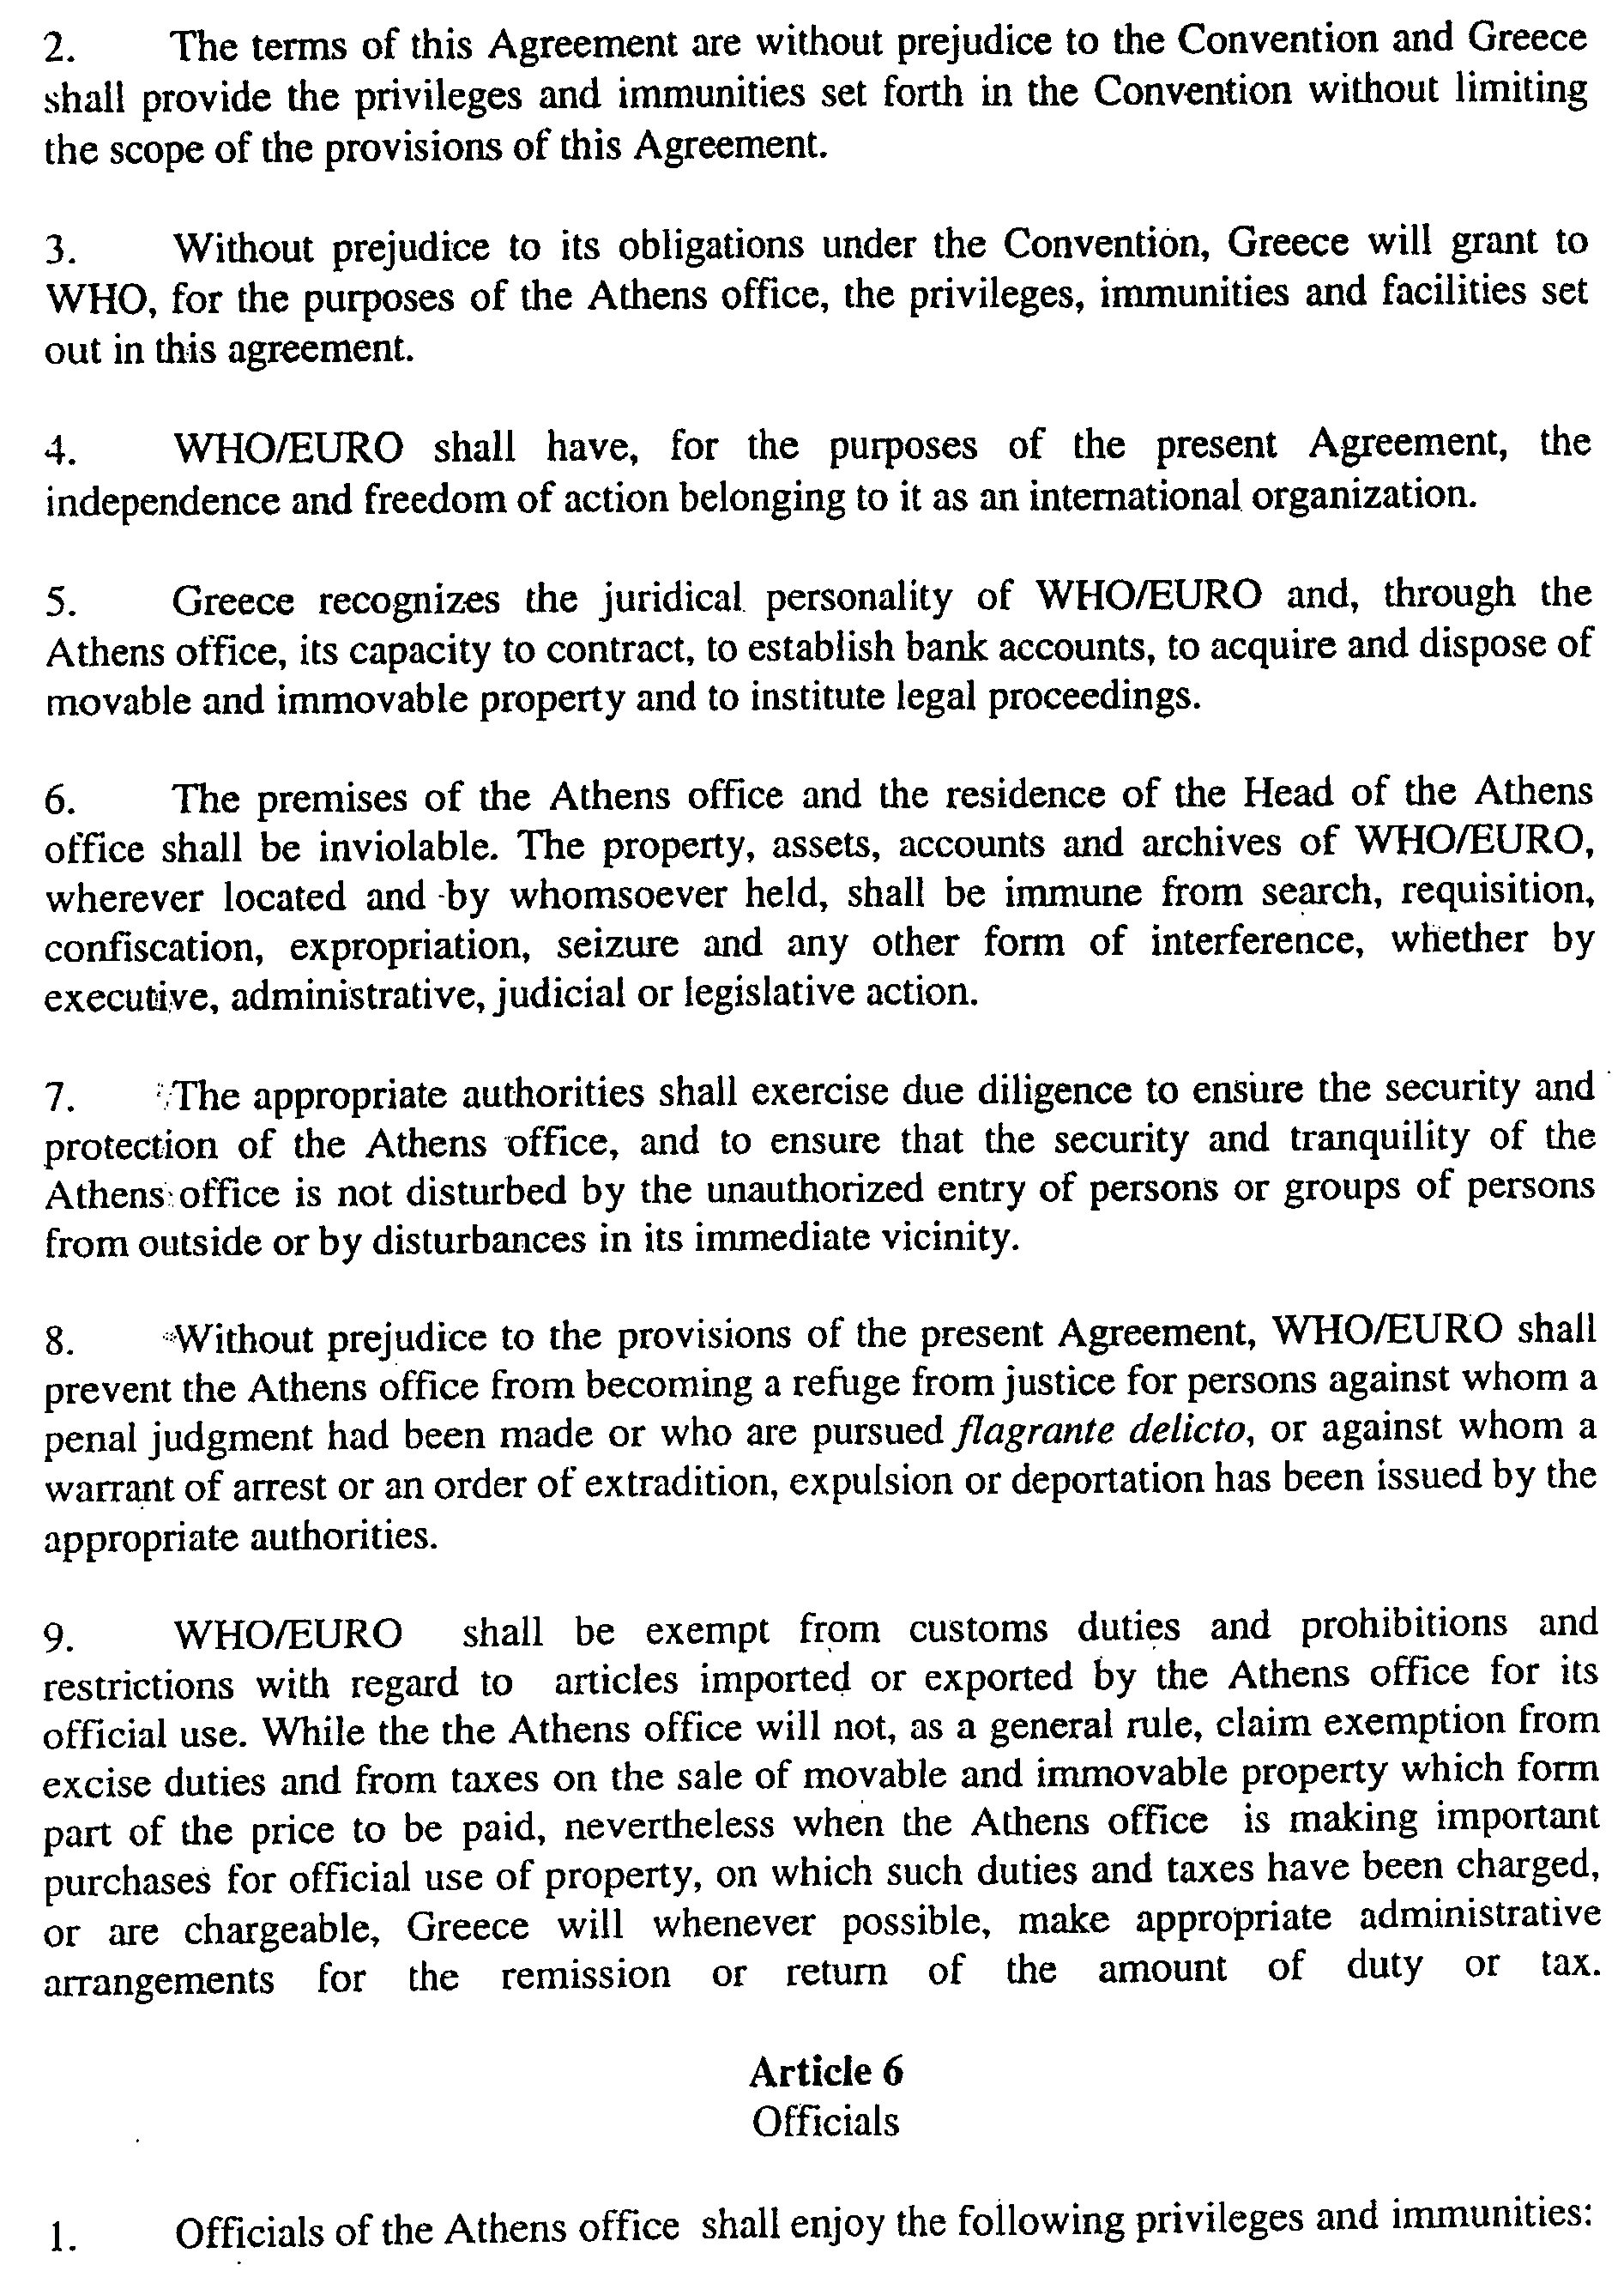 2. The terms of this Agreement are without prejudice to the Convention and Greece
shall provide the privileges and immunities set forth in the Convention without limiting
the scope of the provisions of this Agreement.
3. Without prejudice to its obligations under the Convention, Greece will grant to
WHO, for the purposes of the Athens office, the privileges, immunities and facilities set
out in this agreement.
4. WHO/EURO shall have, for the purposes of the present Agreement, the
independence and freedom of action belonging to it as an international organization.
5. Greece recognizes the juridical personality of WHO/EURO and, through the
Athens office, its capacity to contract, to establish bank accounts, to acquire and dispose of
movable and immovable property and to institute legal proceedings.
6. The premises of the Athens office and the residence of the Head of the Athens
office shall be inviolable. The property, assets, accounts and archives of WHO/EURO,
wherever located and by whomsoever held, shall be immune from search, requisition,
confiscation, expropriation, seizure and any other form of interference, whether by
executive, administrative, judicial or legislative action.
7. The appropriate authorities shall exercise due diligence to ensure the security and
protection of the Athens office, and to ensure that the security and tranquility of the
Athens office is not disturbed by the unauthorized entry of persons or groups of persons
from outside or by disturbances in its immediate vicinity.
8. Without prejudice to the provisions of the present Agreement, WHO/EURO shall
prevent the Athens office from becoming a refuge from justice for persons against whom a
penal judgment had been made or who are pursued flagrante delicto, or against whom a
warrant of arrest or an order of extradition, expulsion or deportation has been issued by the
appropriate authorities.
9. WHO/EURO shall be exempt from customs duties and prohibitions and
restrictions with regard to articles imported or exported by the Athens office for its
official use. While the the Athens office will not, as a general rule, claim exemption from
excise duties and from taxes on the sale of movable and immovable property which form
part of the price to be paid, nevertheless when the Athens office is making important
purchases for official use of property, on which such duties and taxes have been charged,
or are chargeable, Greece will whenever possible, make appropriate administrative
arrangements for the remission or return of the amount of duty or tax.
Article 6
Officials
1. Officials of the Athens office shall enjoy the following privileges and immunities: